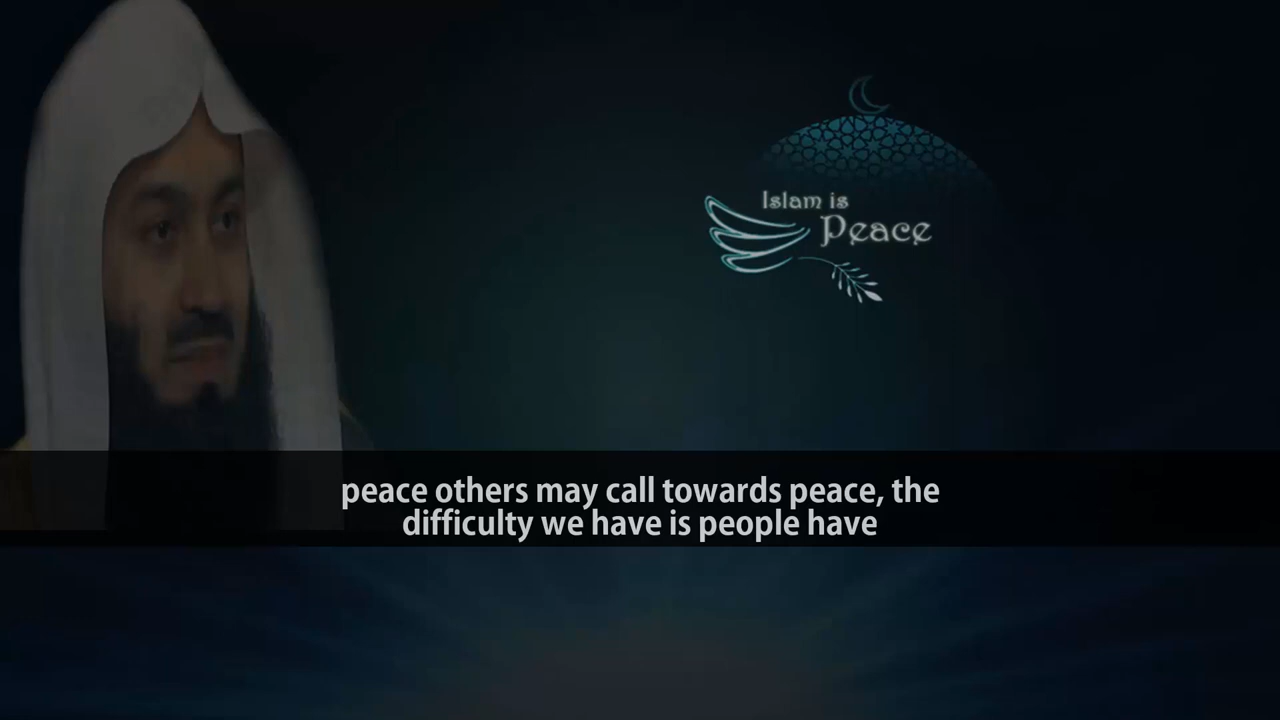 Islam is
Peace
peace others may call towards peace, the
difficulty we have is people have